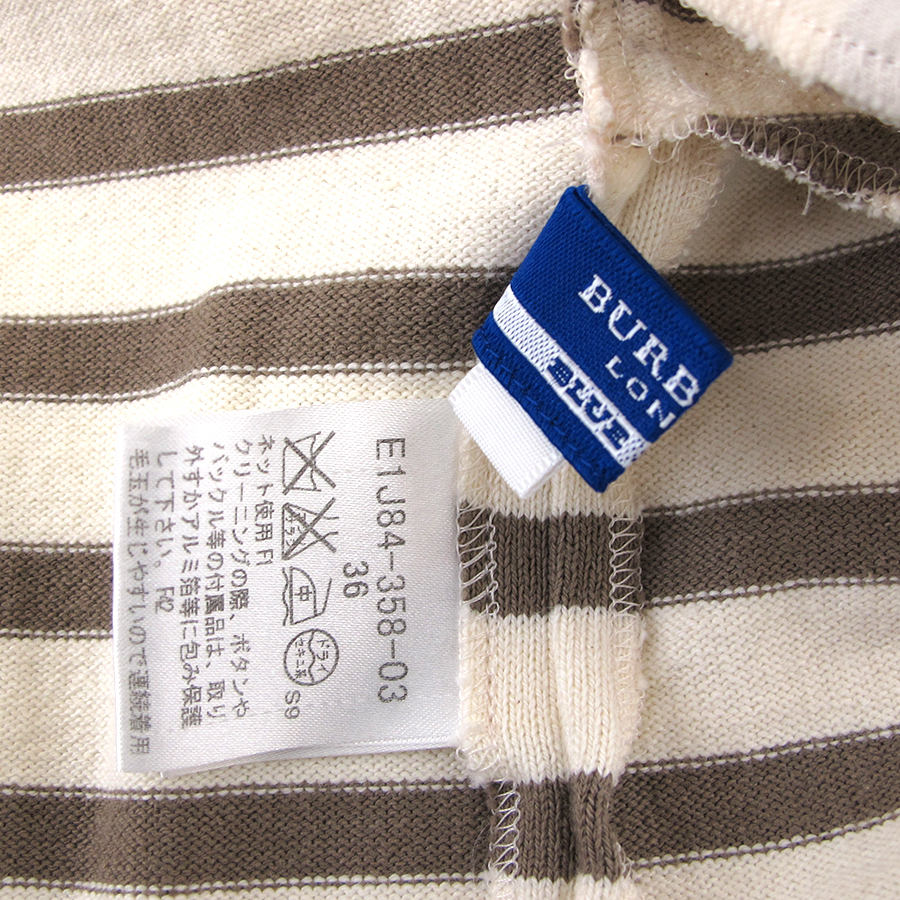 BURB
LON
E1J84-358-03
36
中
ドライ
セキユ系
S9
ネット使用 F1
クリーニングの際、ボタンや
バックル等の付属品は、取り
外すかアルミ箔等に包み保護
して下さい。
毛玉が生じやすいので連続着用